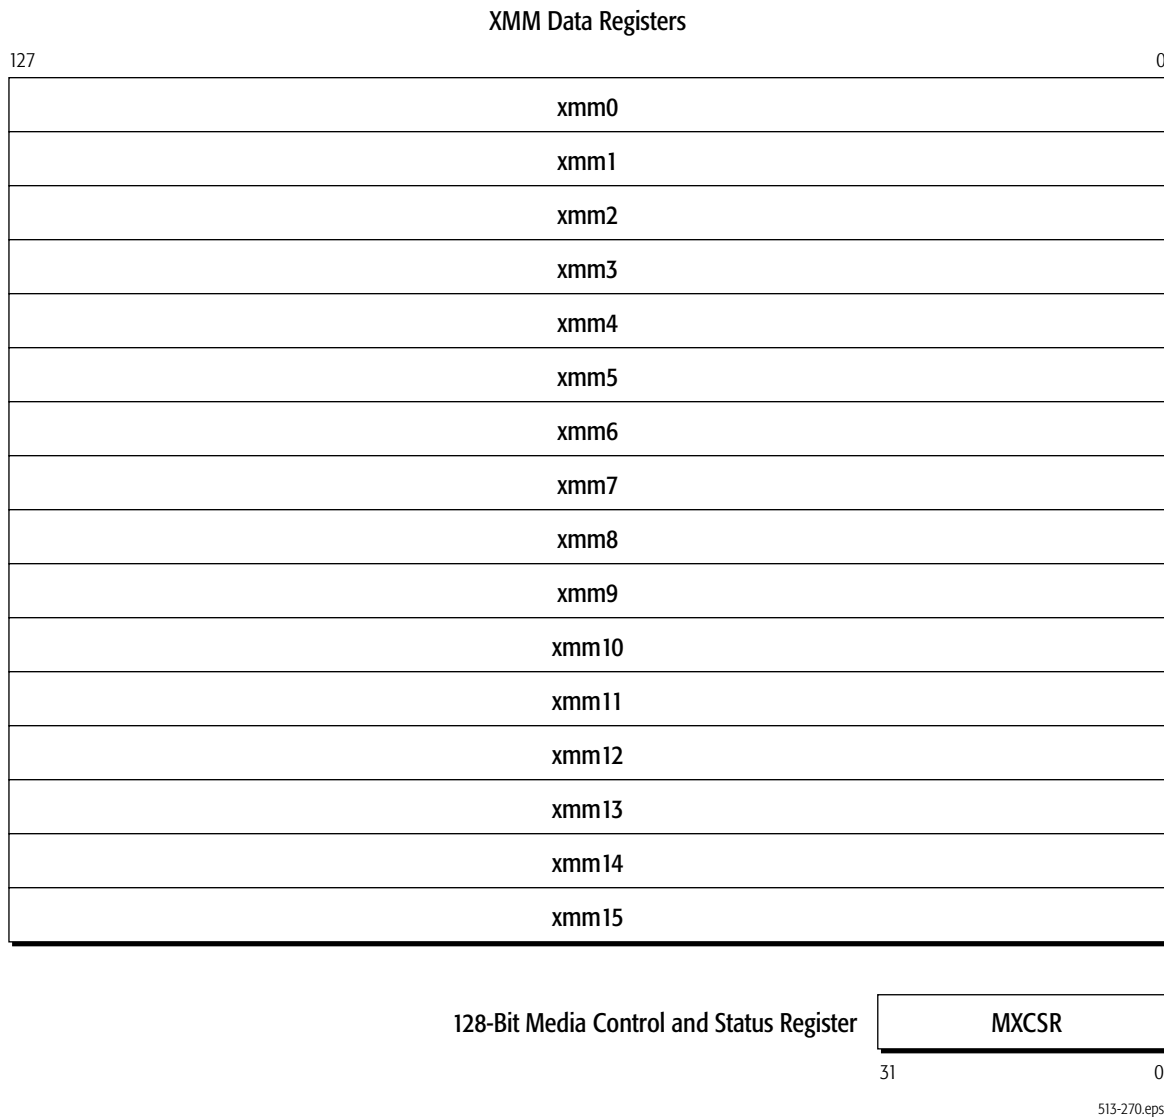 XMM Data Registers
127 0
xmm0
xmm1
xmm2
xmm3
xmm4
xmm5
xmm6
xmm7
xmm8
xmm9
xmm10
xmm11
xmm12
xmm13
xmm14
xmm15
128-Bit Media Control and Status Register MXCSR
31 0
513-270.eps